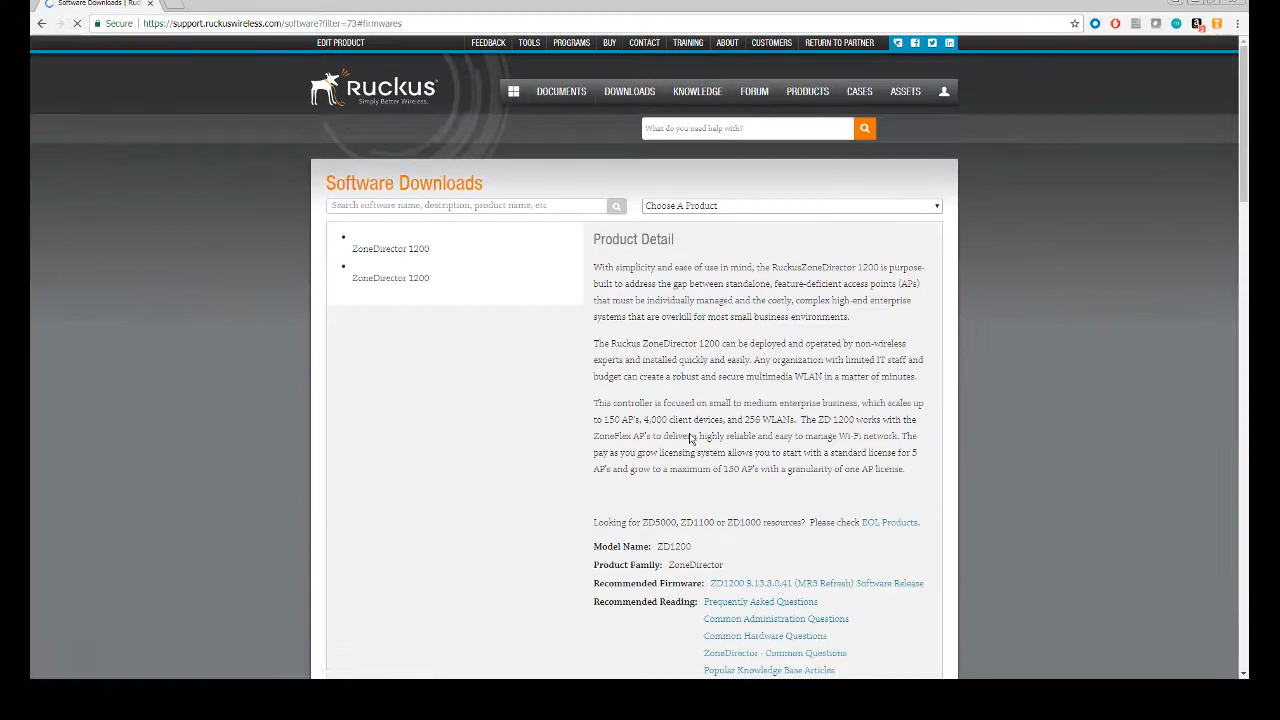 Software Downloads | Ruc
Secure
https://support.ruckuswireless.com/software?filter=73#firmwares
EDIT PRODUCT FEEDBACK TOOLS PROGRAMS BUY CONTACT TRAINING ABOUT CUSTOMERS RETURN TO PARTNER
Ruckus
Simply Better Wireless.
DOCUMENTS DOWNLOADS KNOWLEDGE FORUM PRODUCTS CASES ASSETS
What do you need help with?
Software Downloads
Search software name, description, product name, etc
Choose A Product
ZoneDirector 1200
ZoneDirector 1200
Product Detail
With simplicity and ease of use in mind, the RuckusZoneDirector 1200 is purpose-
built to address the gap between standalone, feature-deficient access points (APs)
that must be individually managed and the costly, complex high-end enterprise
systems that are overkill for most small business environments.
The Ruckus ZoneDirector 1200 can be deployed and operated by non-wireless
experts and installed quickly and easily. Any organization with limited IT staff and
budget can create a robust and secure multimedia WLAN in a matter of minutes.
This controller is focused on small to medium enterprise business, which scales up
to 150 AP's, 4,000 client devices, and 256 WLANs. The ZD 1200 works with the
ZoneFlex AP's to deliver a highly reliable and easy to manage Wi-Fi network. The
pay as you grow licensing system allows you to start with a standard license for 5
AP's and grow to a maximum of 150 AP's with a granularity of one AP license.
Looking for ZD5000, ZD1100 or ZD1000 resources? Please check EOL Products.
Model Name: ZD1200
Product Family: ZoneDirector
Recommended Firmware: ZD1200 9.13.3.0.41 (MR3 Refresh) Software Release
Recommended Reading: Frequently Asked Questions
Common Administration Questions
Common Hardware Questions
ZoneDirector - Common Questions
Popular Knowledge Base Articles